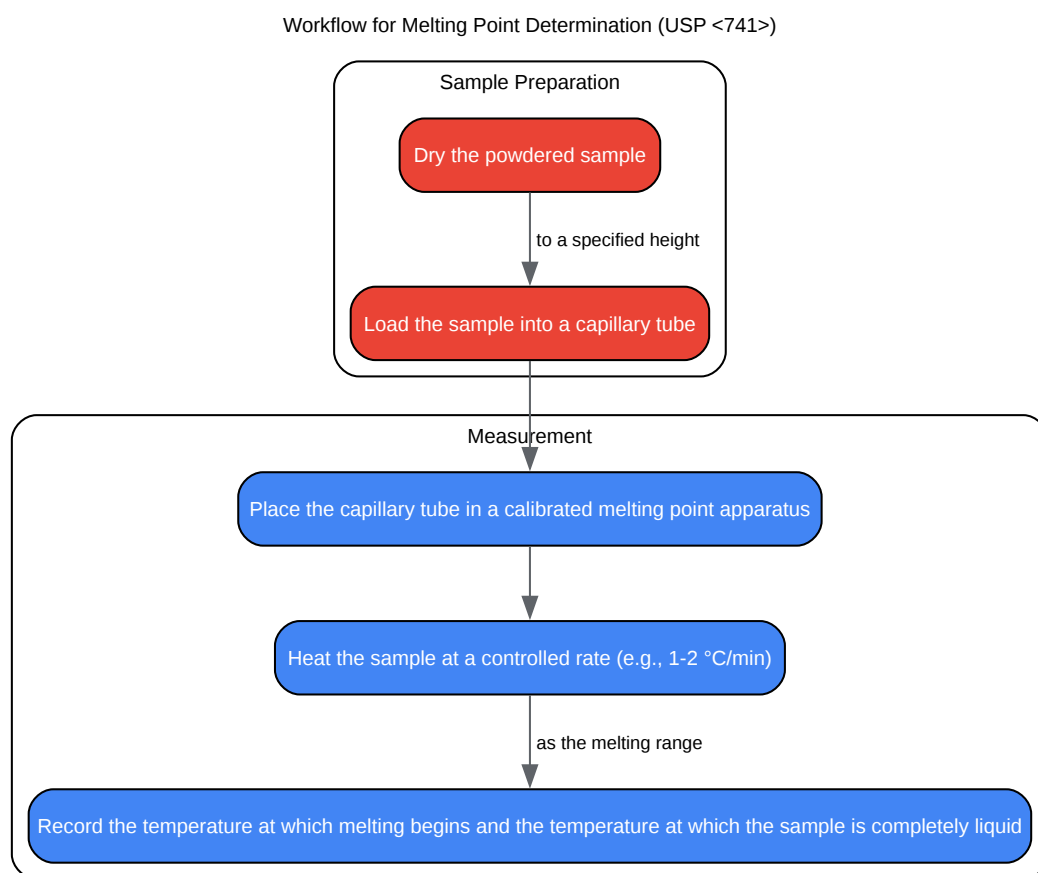 Workflow for Melting Point Determination (USP <741>)
Sample Preparation
Dry the powdered sample
to a specified height
Load the sample into a capillary tube
Measurement
Place the capillary tube in a calibrated melting point apparatus
Heat the sample at a controlled rate (e.g., 1-2 °C/min)
as the melting range
Record the temperature at which melting begins and the temperature at which the sample is completely liquid